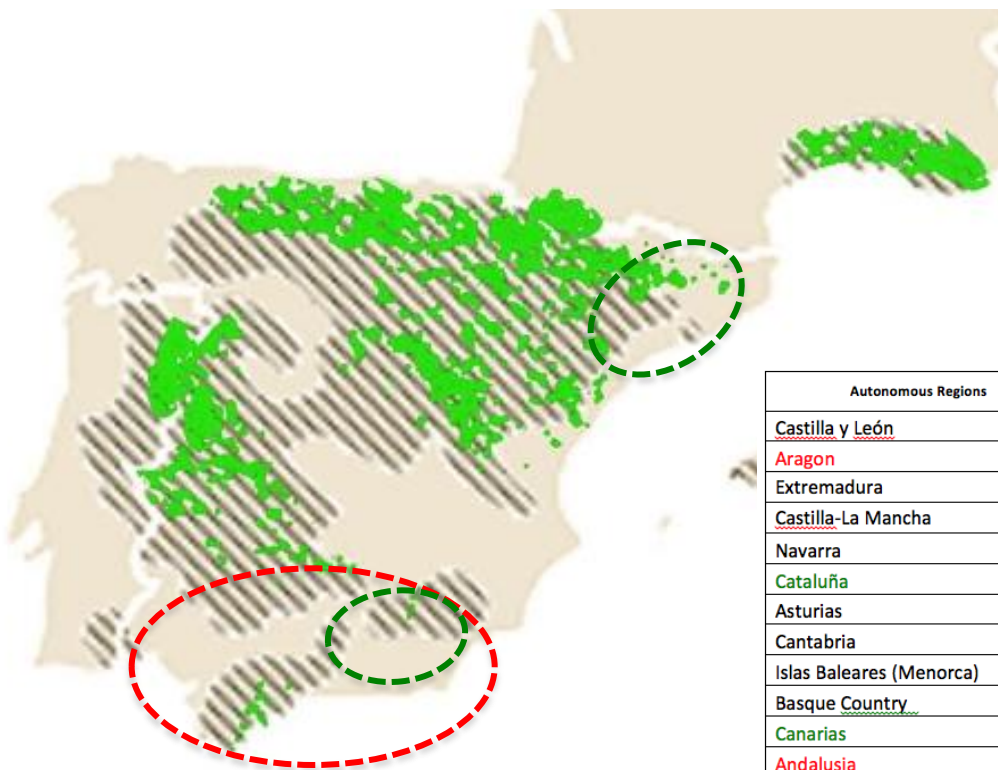 Autonomous Regions
Castilla y León
Aragon
Extremadura
Castilla-La Mancha
Navarra
Cataluña
Asturias
Cantabria
Islas Baleares (Menorca)
Basque Country
Canarias
Andalusia